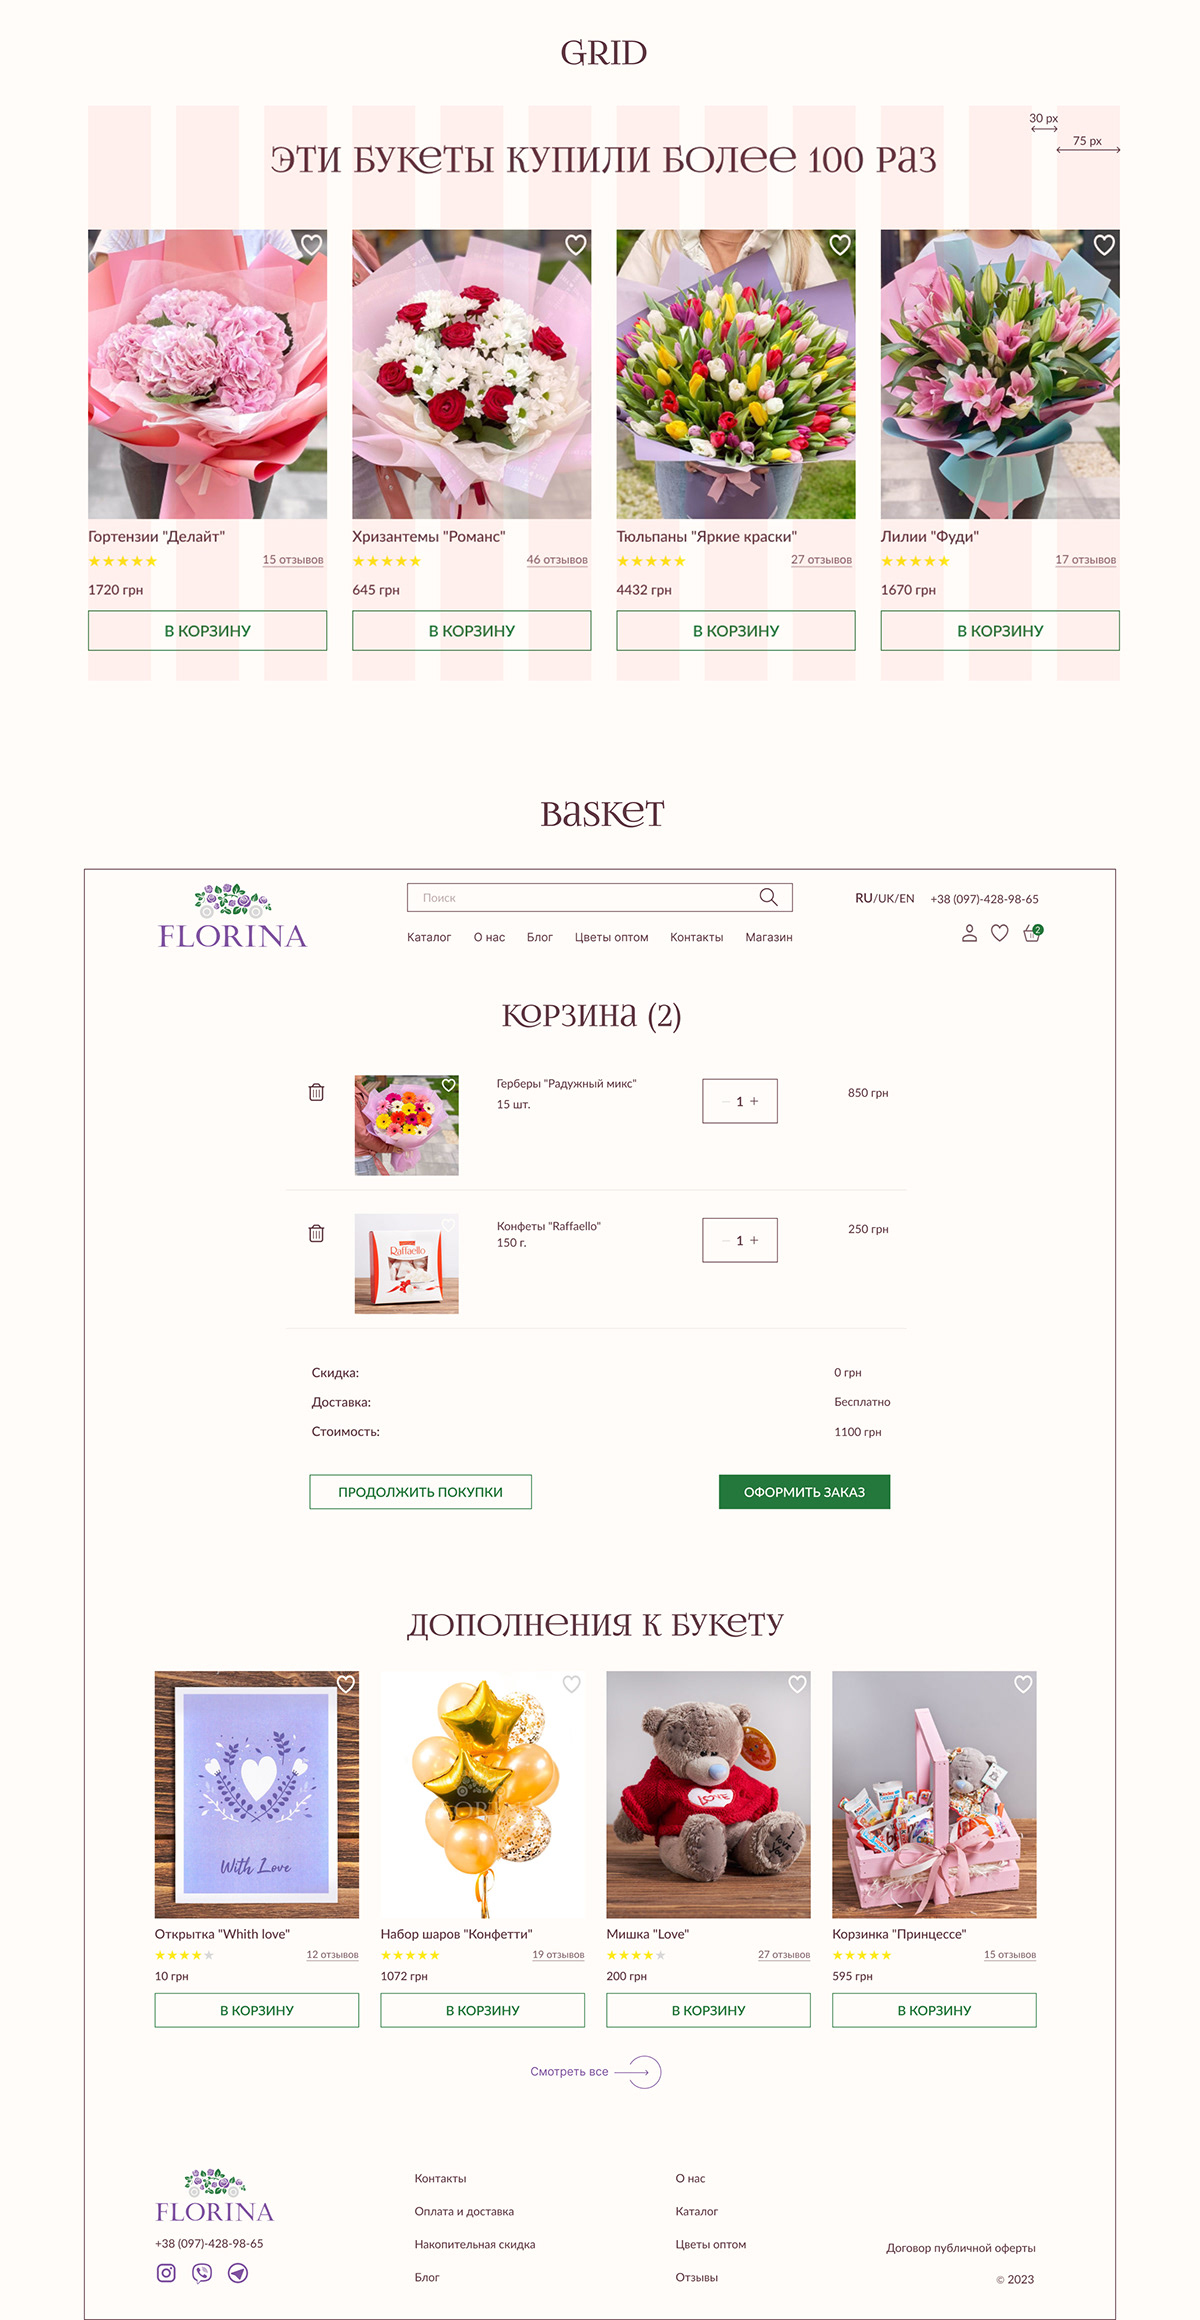 GRID
30 px
75 px
ЭТИ БУКЕТЫ КУПИЛИ БОЛЕЕ 100 РАЗ
Гортензии "Делайт"
15 отзывов
1720 грн
В КОРЗИНУ
Хризантемы "Романс"
46 отзывов
645 грн
В КОРЗИНУ
Тюльпаны "Яркие краски"
27 отзывов
4432 грн
В КОРЗИНУ
Лилии "Фуди"
17 отзывов
1670 грн
В КОРЗИНУ
BASKET
FLORINA
Поиск
RU/UK/EN
+38 (097)-428-98-65
Каталог
О нас
Блог
Цветы оптом
Контакты
Магазин
2
КОРЗИНА (2)
Герберы "Радужный микс"
15 шт.
− 1 +
850 грн
Raffaello
Конфеты "Raffaello"
150 г.
− 1 +
250 грн
Скидка:
0 грн
Доставка:
Бесплатно
Стоимость:
1100 грн
ПРОДОЛЖИТЬ ПОКУПКИ
ОФОРМИТЬ ЗАКАЗ
ДОПОЛНЕНИЯ К БУКЕТУ
With Love
Открытка "Whith love"
12 отзывов
10 грн
В КОРЗИНУ
Набор шаров "Конфетти"
19 отзывов
1072 грн
В КОРЗИНУ
LOVE
I love you
Мишка "Love"
27 отзывов
200 грн
В КОРЗИНУ
Kinder
Корзинка "Принцессе"
15 отзывов
595 грн
В КОРЗИНУ
Смотреть все
FLORINA
+38 (097)-428-98-65
Контакты
Оплата и доставка
Накопительная скидка
Блог
О нас
Каталог
Цветы оптом
Отзывы
Договор публичной оферты
© 2023